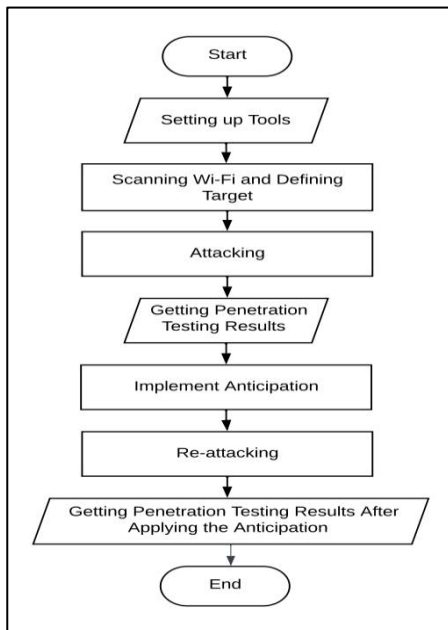 Start
Setting up Tools
Scanning Wi-Fi and Defining
Target
Attacking
Getting Penetration
Testing Results
Implement Anticipation
Re-attacking
Getting Penetration Testing Results After
Applying the Anticipation
End